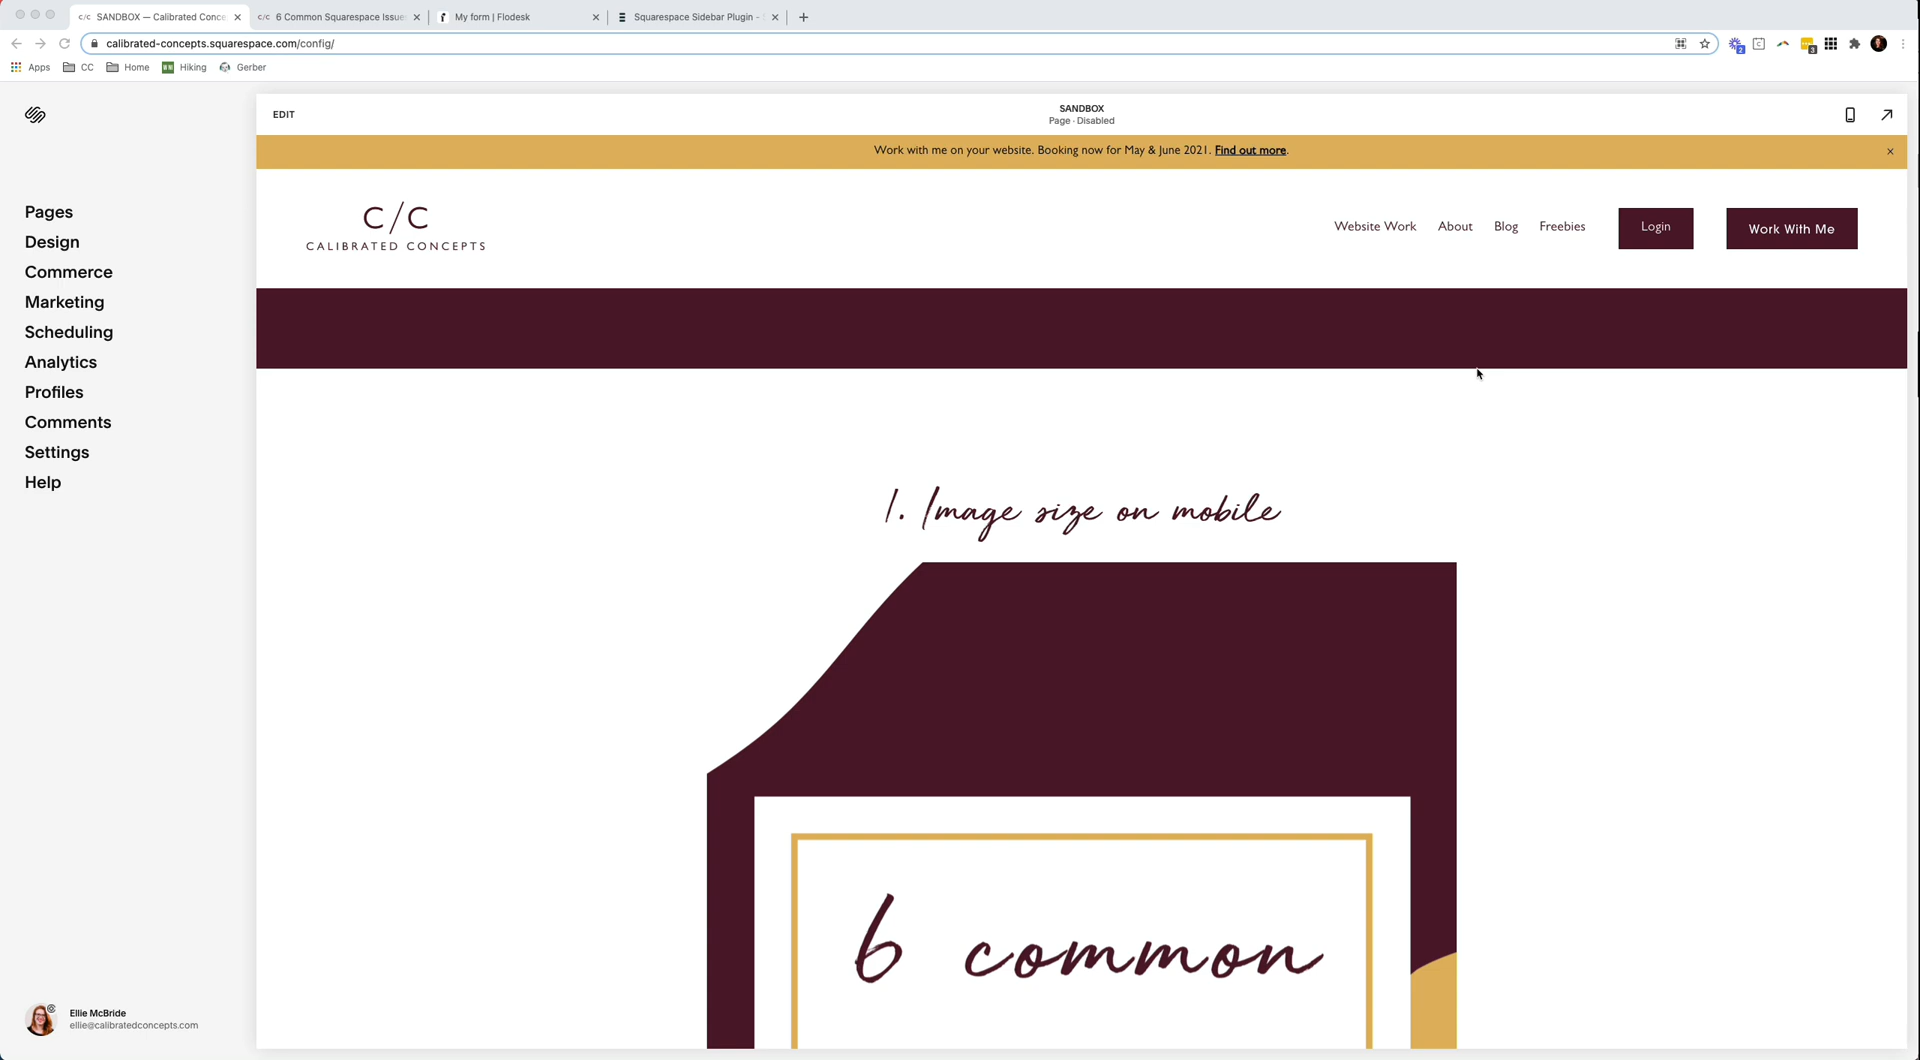 C/C SANDBOX — Calibrated Conce
C/C 6 Common Squarespace Issue
My form | Flodesk
Squarespace Sidebar Plugin -
calibrated-concepts.squarespace.com/config/
2
3
Apps
CC
Home
Hiking
Gerber
EDIT
SANDBOX
Page · Disabled
Work with me on your website. Booking now for May & June 2021. Find out more.
C/C
CALIBRATED CONCEPTS
Website Work
About
Blog
Freebies
Login
Work With Me
Pages
Design
Commerce
Marketing
Scheduling
Analytics
Profiles
Comments
Settings
Help
1. Image size on mobile
6 common
Ellie McBride
ellie@calibratedconcepts.com